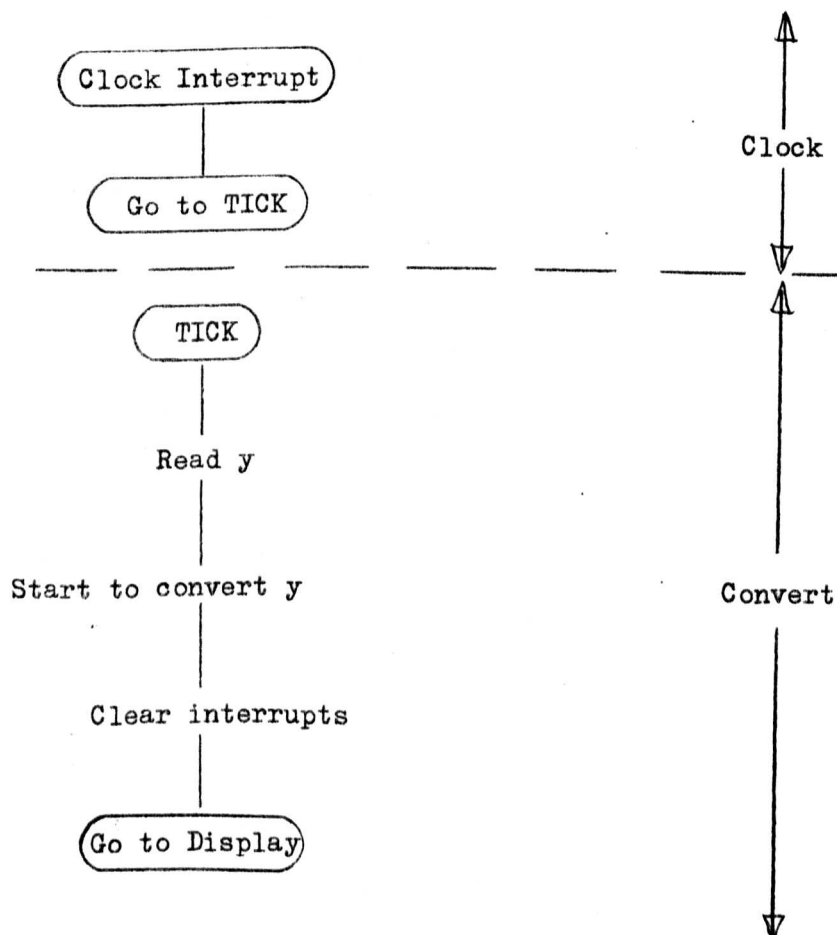 Clock Interrupt
Clock
Go to TICK
TICK
Read y
Start to convert y
Convert
Clear interrupts
Go to Display